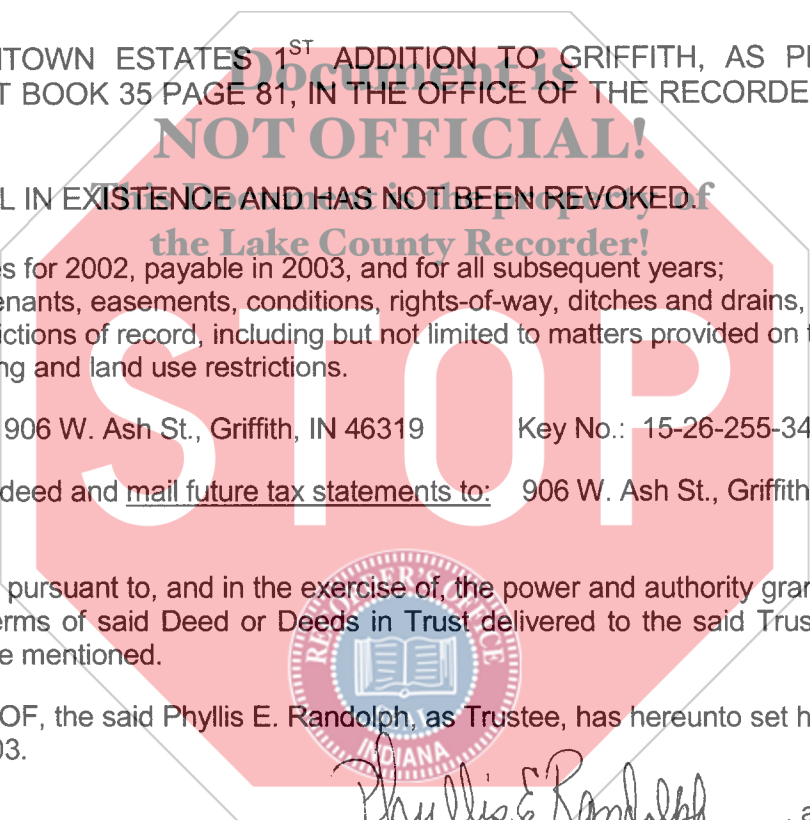 NTOWN ESTATES 1ST ADDITION TO GRIFFITH, AS P
T BOOK 35 PAGE 81, IN THE OFFICE OF THE RECORDE
Document is
NOT OFFICIAL!
This Document is the property of
the Lake County Recorder!
L IN EXISTENCE AND HAS NOT BEEN REVOKED.
es for 2002, payable in 2003, and for all subsequent years;
enants, easements, conditions, rights-of-way, ditches and drains,
ictions of record, including but not limited to matters provided on t
ng and land use restrictions.
STOP
906 W. Ash St., Griffith, IN 46319 Key No.: 15-26-255-34
deed and mail future tax statements to: 906 W. Ash St., Griffith
pursuant to, and in the exercise of, the power and authority gran
erms of said Deed or Deeds in Trust delivered to the said Trus
e mentioned.
RECORDER'S OFFICE
SEAL
INDIANA
OF, the said Phyllis E. Randolph, as Trustee, has hereunto set h
03.
Phyllis E Randolph , a